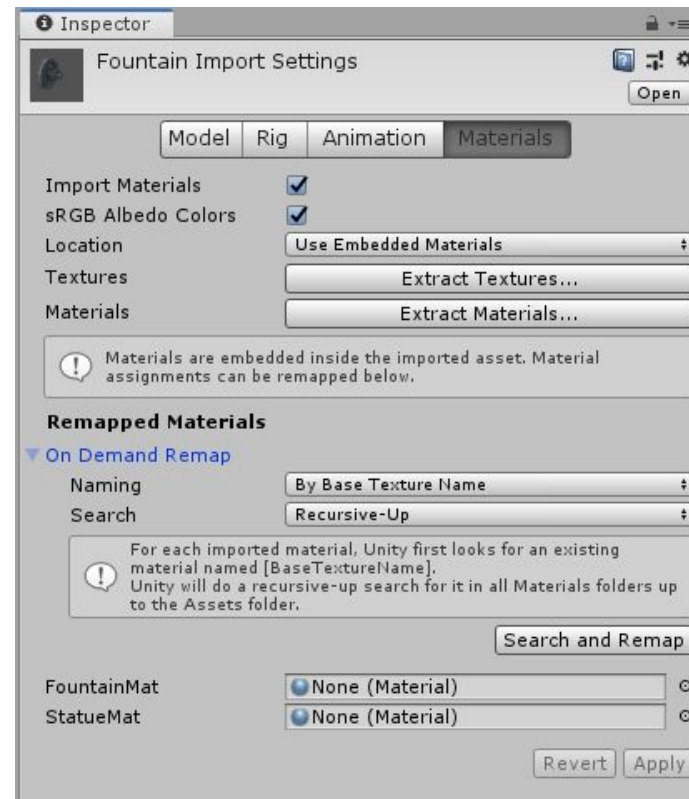 Inspector
Fountain Import Settings
Open
Model Rig Animation Materials
Import Materials
sRGB Albedo Colors
Location Use Embedded Materials
Textures Extract Textures...
Materials Extract Materials...
Materials are embedded inside the imported asset. Material
assignments can be remapped below.
Remapped Materials
On Demand Remap
Naming By Base Texture Name
Search Recursive-Up
For each imported material, Unity first looks for an existing
material named [BaseTextureName].
Unity will do a recursive-up search for it in all Materials folders up
to the Assets folder.
Search and Remap
FountainMat None (Material)
StatueMat None (Material)
Revert Apply